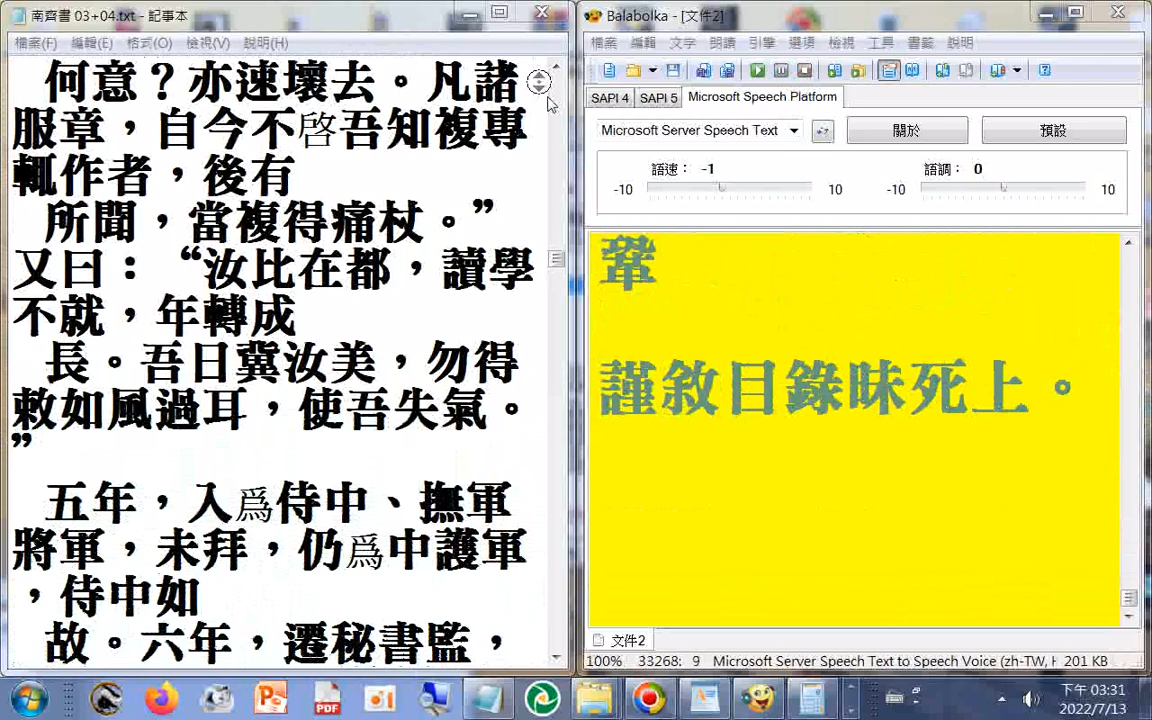 南齊書 03+04.txt - 記事本
檔案(F) 編輯(E) 格式(O) 檢視(V) 說明(H)
何意？亦速壞去。凡諸
服章，自今不啓吾知複專
輒作者，後有
所聞，當複得痛杖。”
又曰：“汝比在都，讀學
不就，年轉成
長。吾日冀汝美，勿得
敕如風過耳，使吾失氣。
”
五年，入爲侍中、撫軍
將軍，未拜，仍爲中護軍
，侍中如
故。六年，遷秘書監，
Balabolka - [文件2]
檔案 編輯 文字 朗讀 引擎 選項 檢視 工具 書籤 說明
SAPI 4 SAPI 5 Microsoft Speech Platform
Microsoft Server Speech Text 關於 預設
語速： -1 語調： 0
-10 10 -10 10
鞏
謹敘目錄昧死上。
文件2
100% 33268: 9 Microsoft Server Speech Text to Speech Voice (zh-TW, H 201 KB
PDF
下午 03:31
2022/7/13